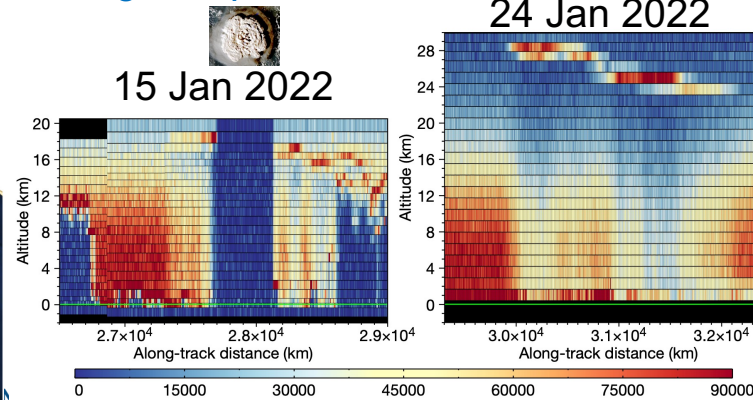 15 Jan 2022
24 Jan 2022
Altitude (km)
20
16
12
8
4
0
2.7×10⁴
2.8×10⁴
2.9×10⁴
Along-track distance (km)
Altitude (km)
28
24
20
16
12
8
4
0
3.0×10⁴
3.1×10⁴
3.2×10⁴
Along-track distance (km)
0 15000 30000 45000 60000 75000 90000